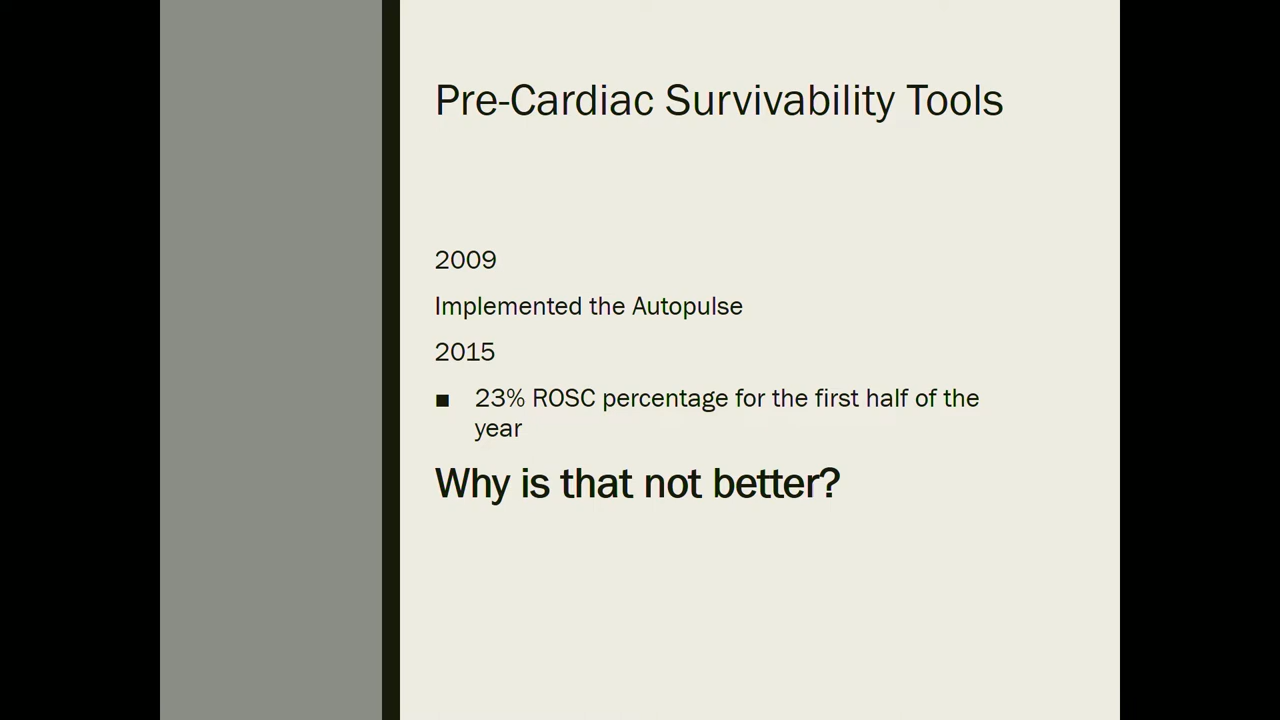 Pre-Cardiac Survivability Tools
2009
Implemented the Autopulse
2015
■ 23% ROSC percentage for the first half of the
year
Why is that not better?